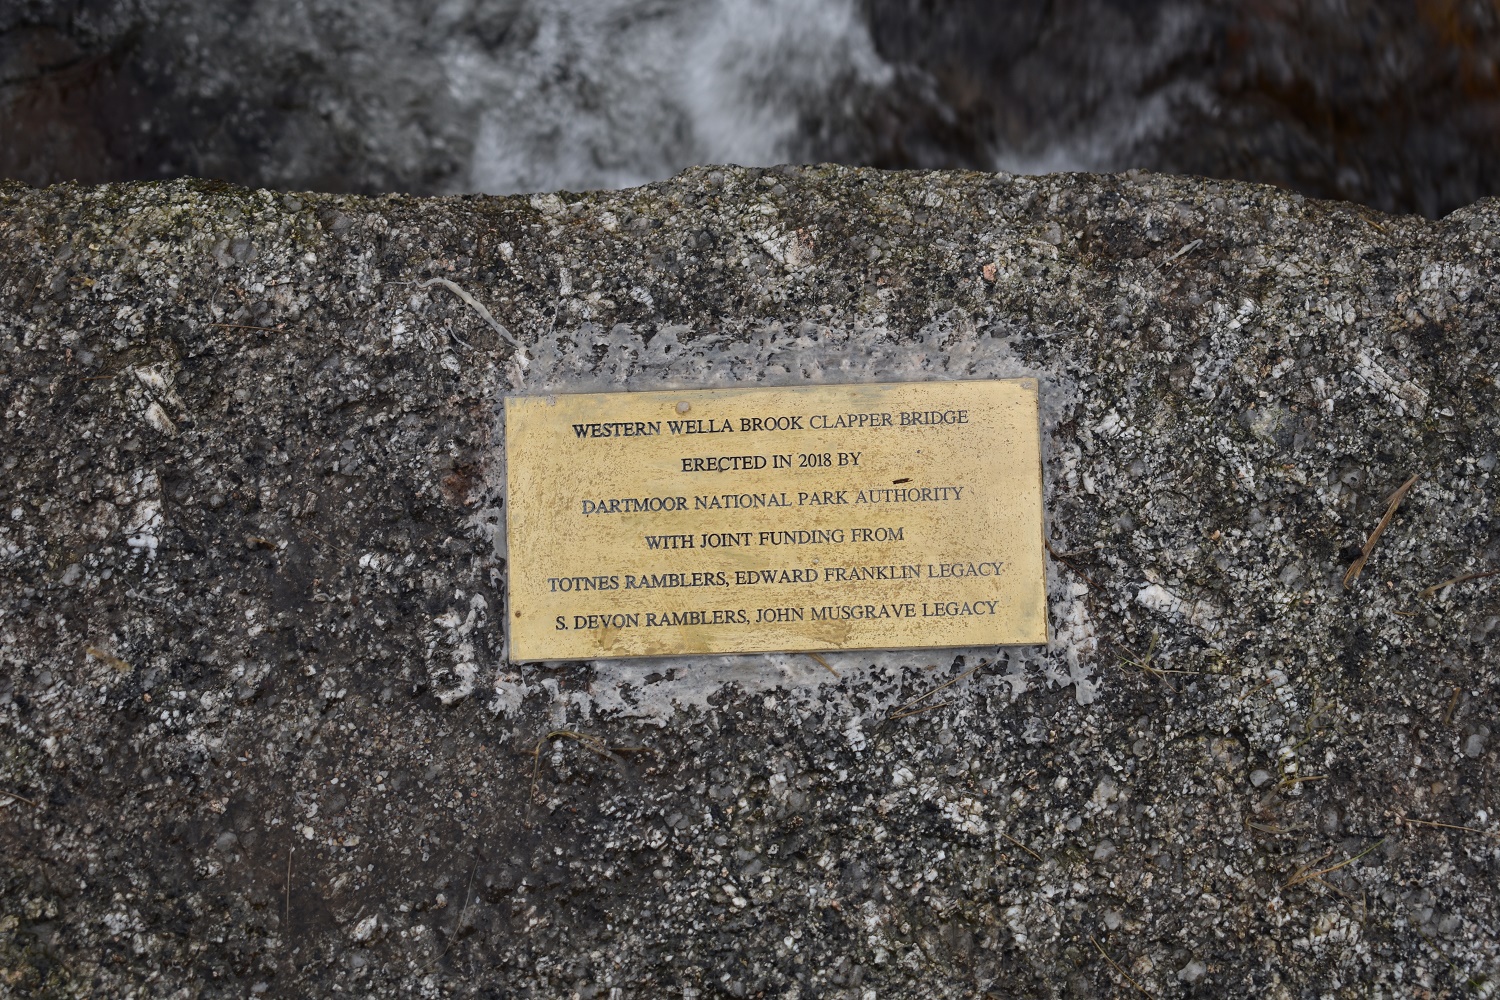 WESTERN WELLA BROOK CLAPPER BRIDGE
ERECTED IN 2018 BY
DARTMOOR NATIONAL PARK AUTHORITY
WITH JOINT FUNDING FROM
TOTNES RAMBLERS, EDWARD FRANKLIN LEGACY
S. DEVON RAMBLERS, JOHN MUSGRAVE LEGACY